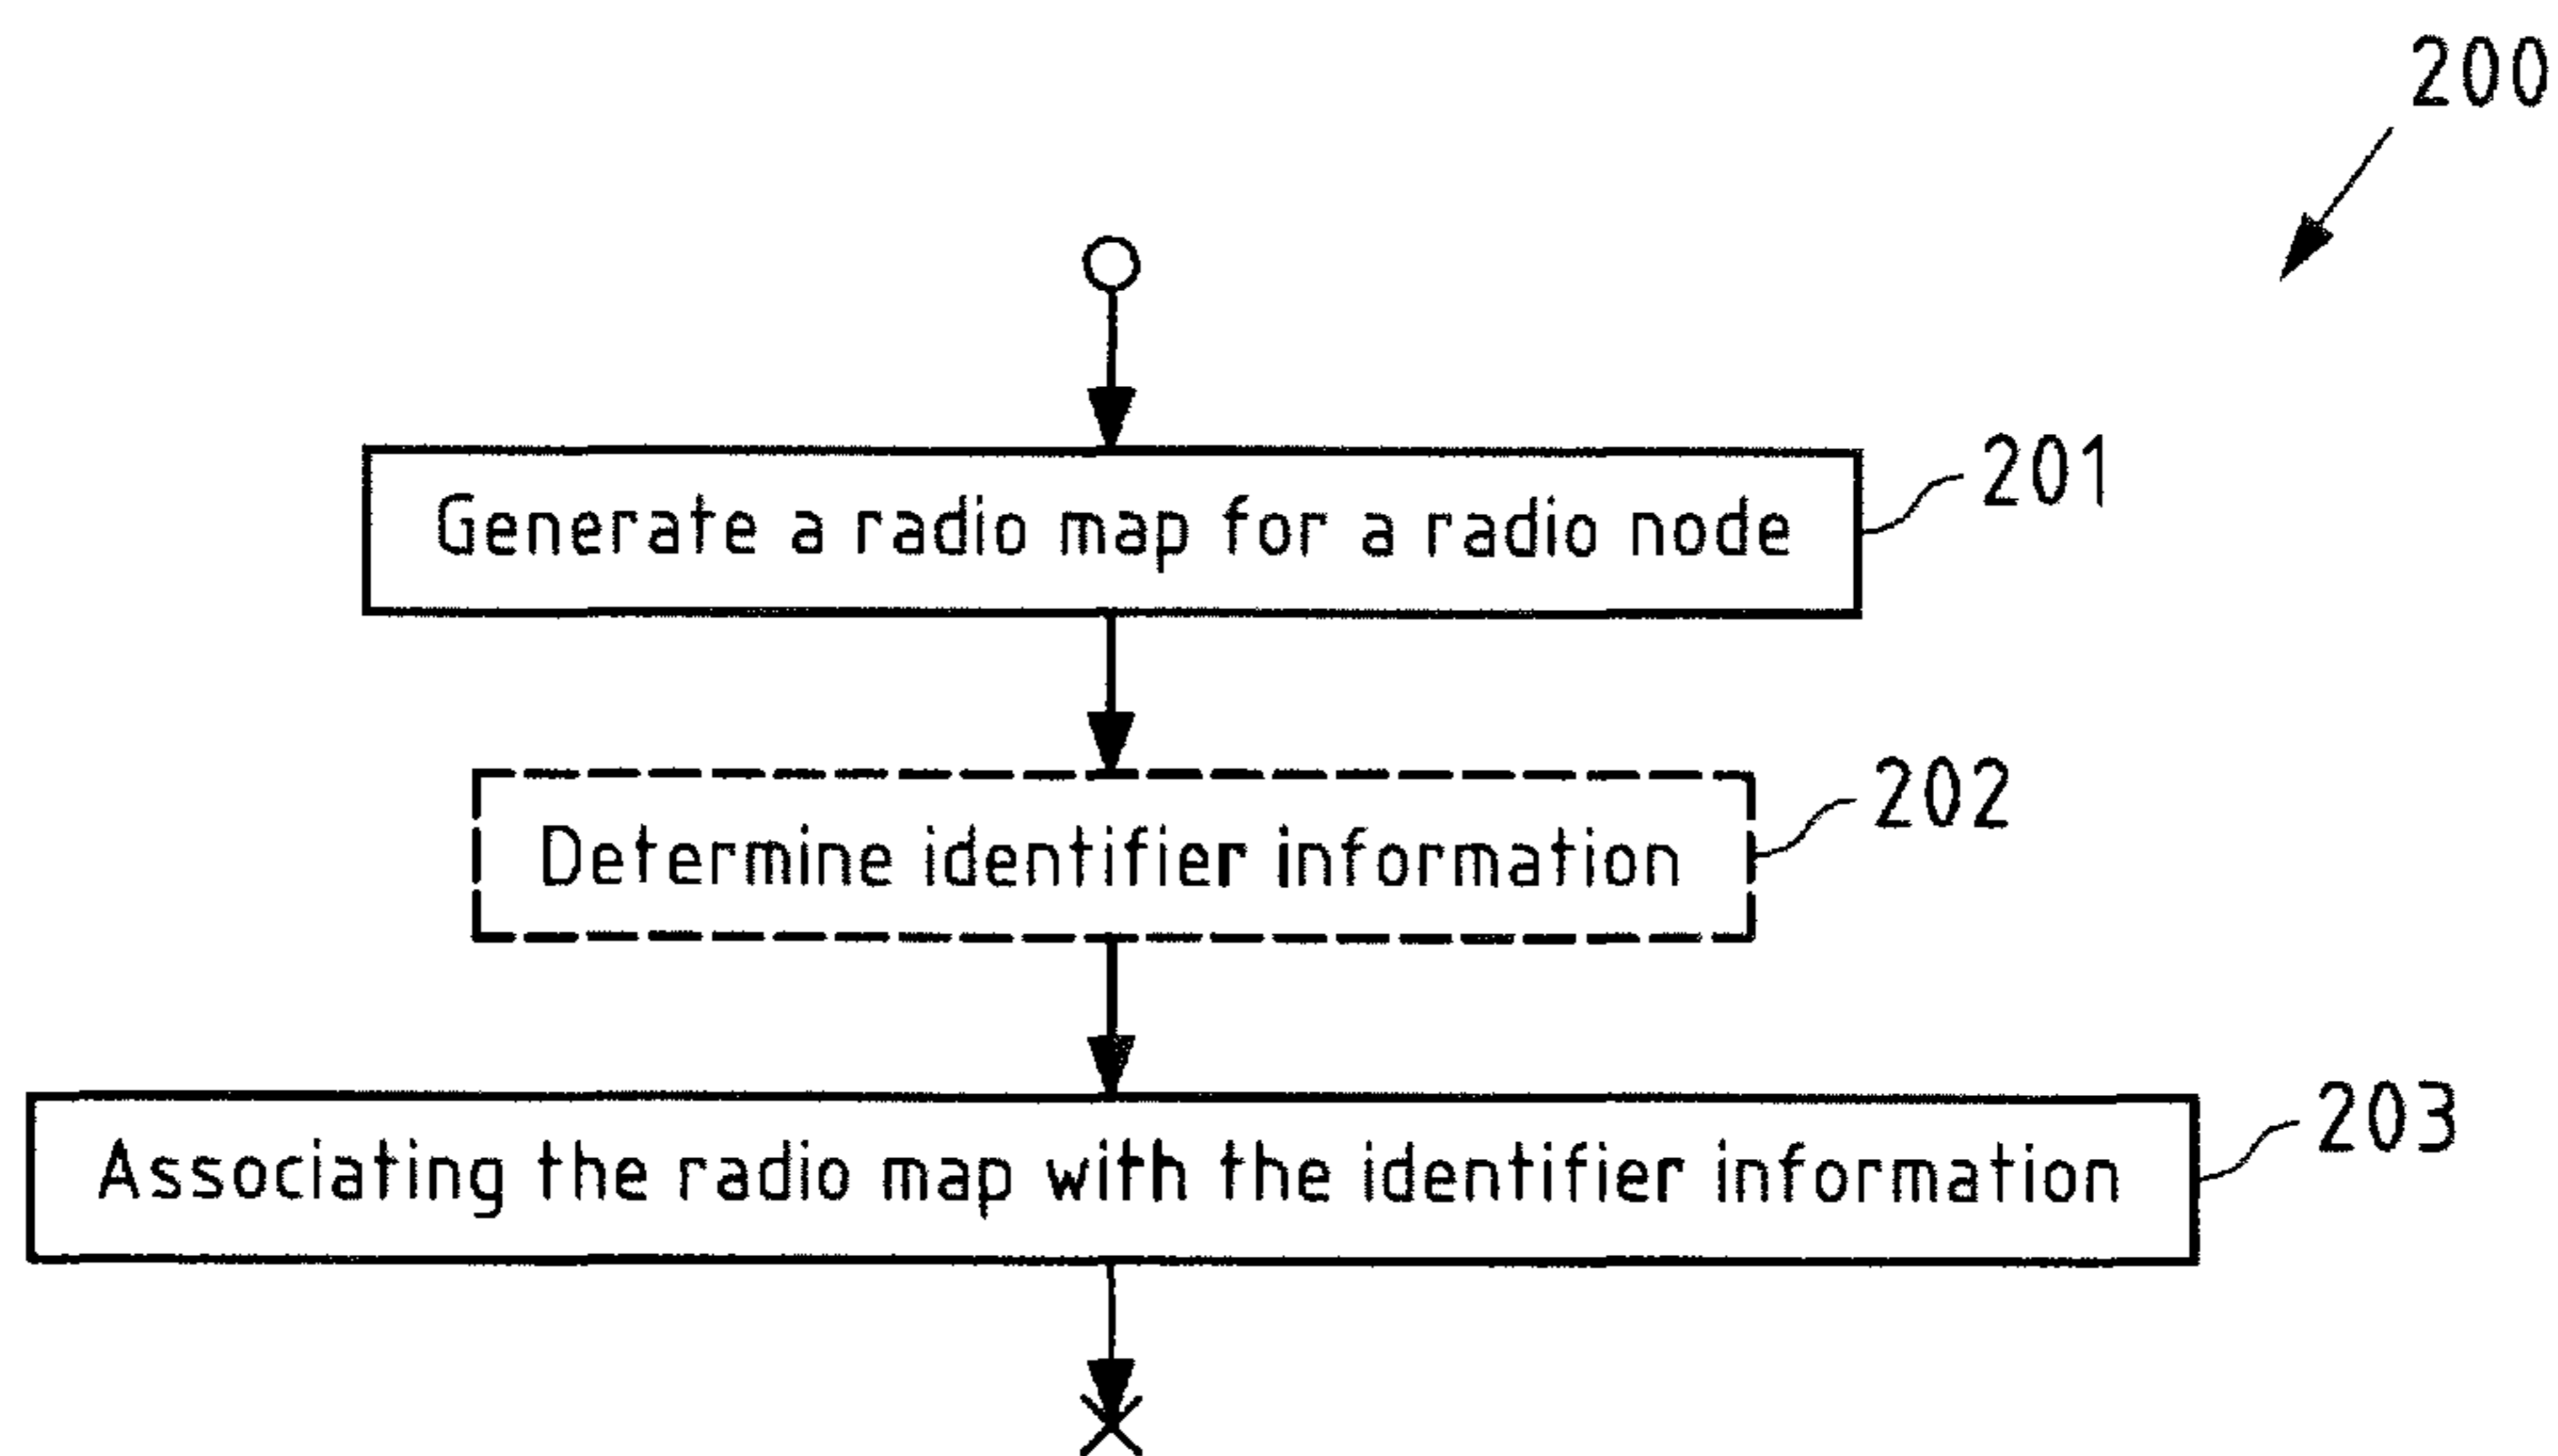 200
Generate a radio map for a radio node
201
Determine identifier information
202
Associating the radio map with the identifier information
203